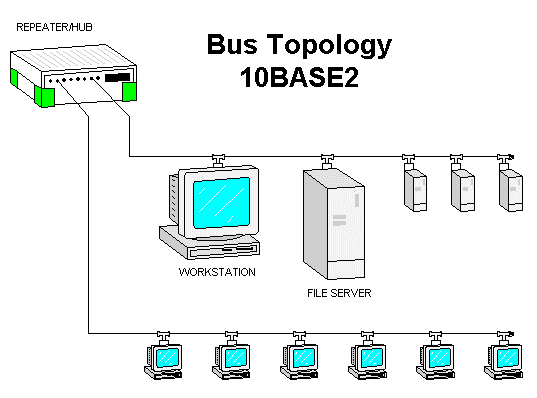 REPEATER/HUB
Bus Topology
10BASE2
WORKSTATION
FILE SERVER